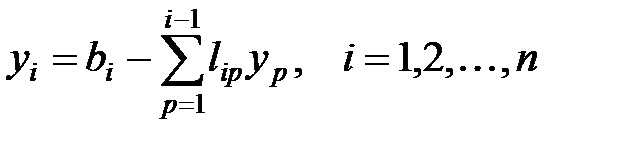 $y_i = b_i - \sum_{p=1}^{i-1} l_{ip} y_p, \quad i = 1,2,\ldots,n$